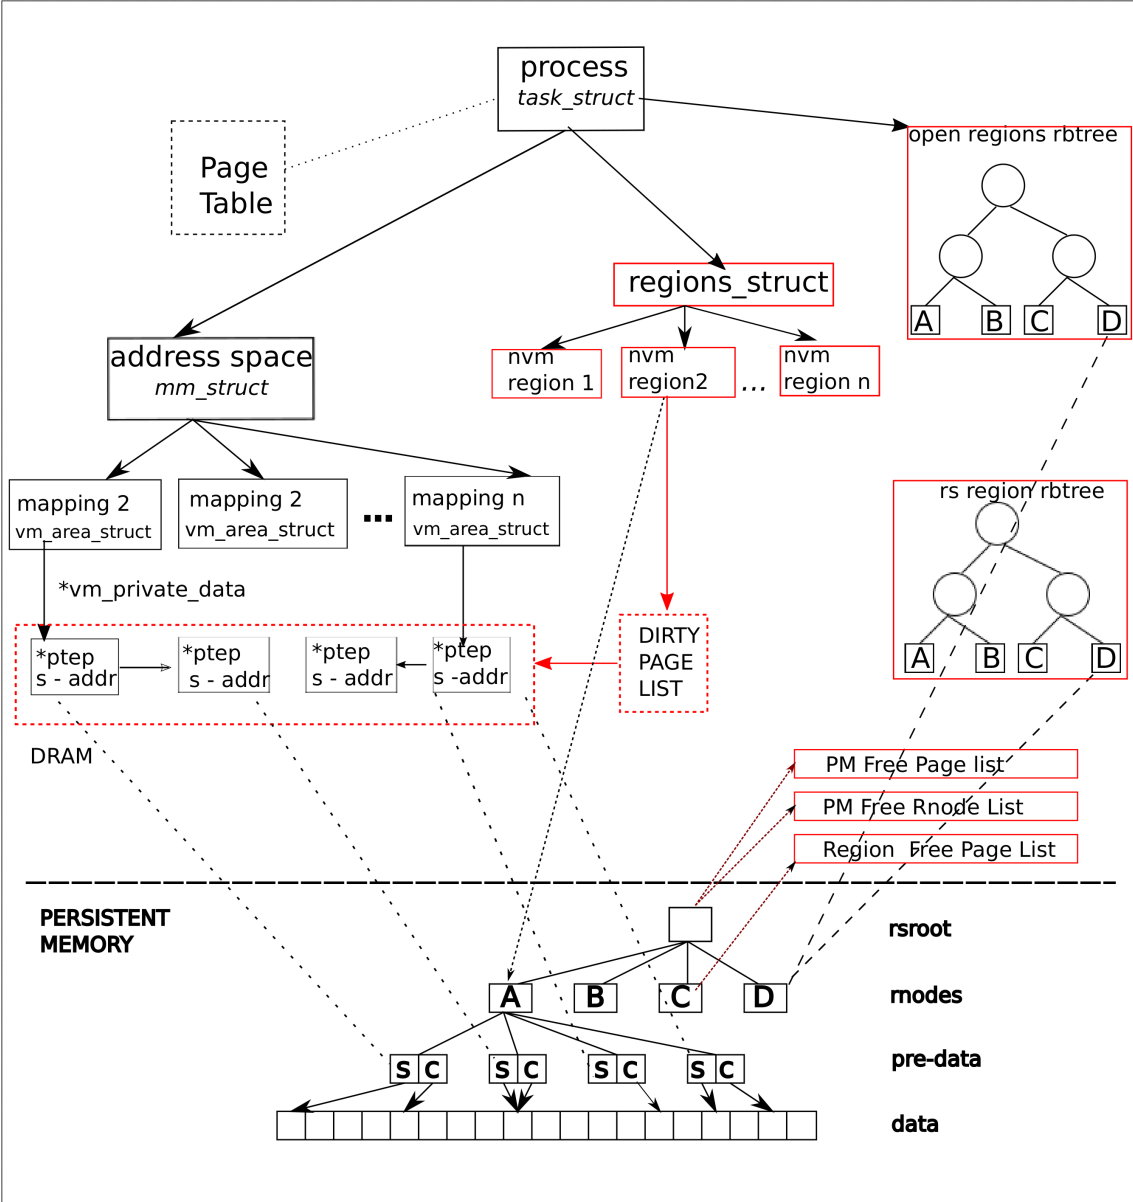 process
task_struct
open regions rbtree
Page
Table
regions_struct
A
B
C
D
address space
mm_struct
nvm
region 1
nvm
region2
...
nvm
region n
mapping 2
vm_area_struct
mapping 2
vm_area_struct
...
mapping n
vm_area_struct
rs region rbtree
*vm_private_data
*ptep
s - addr
*ptep
s - addr
*ptep
s - addr
*ptep
s -addr
DIRTY
PAGE
LIST
A
B
C
D
DRAM
PM Free Page list
PM Free Rnode List
Region Free Page List
PERSISTENT
MEMORY
rsroot
A
B
C
D
rnodes
S C
S C
S C
S C
pre-data
data